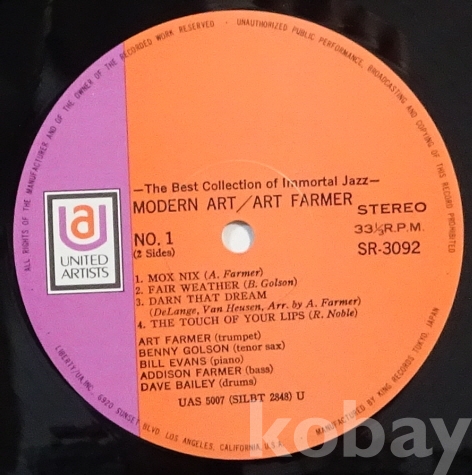 ALL RIGHTS OF THE MANUFACTURER AND OF THE OWNER OF THE RECORDED WORK RESERVED · UNAUTHORIZED PUBLIC PERFORMANCE, BROADCASTING AND COPYING OF THIS RECORD PROHIBITED
—The Best Collection of Immortal Jazz—
MODERN ART/ART FARMER
STEREO
33⅓R.P.M.
SR-3092
NO. 1
(2 Sides)
ua
UNITED
ARTISTS
1. MOX NIX (A. Farmer)
2. FAIR WEATHER (B. Golson)
3. DARN THAT DREAM
(DeLange, Van Heusen, Arr. by A. Farmer)
4. THE TOUCH OF YOUR LIPS (R. Noble)
ART FARMER (trumpet)
BENNY GOLSON (tenor sax)
BILL EVANS (piano)
ADDISON FARMER (bass)
DAVE BAILEY (drums)
UAS 5007 (SILBT 2848) U
LIBERTY/UA, INC. 6920 SUNSET BLVD. LOS ANGELES, CALIFORNIA, U.S.A. · MANUFACTURED BY KING RECORDS TOKYO, JAPAN
kobay